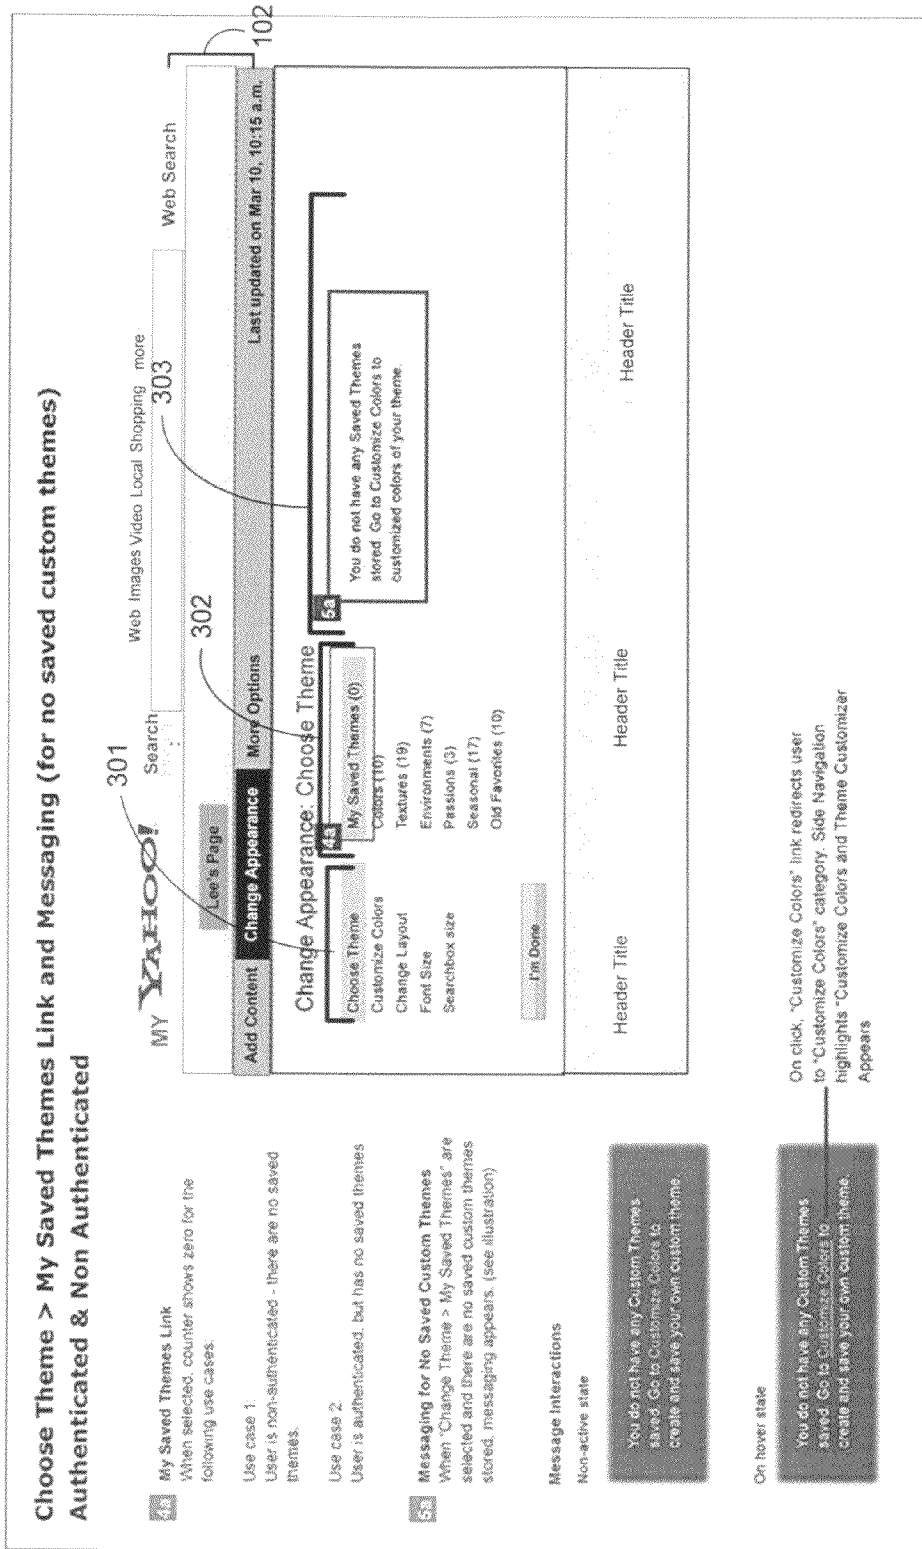 Choose Theme > My Saved Themes Link and Messaging (for no saved custom themes)
Authenticated & Non Authenticated
4a My Saved Themes Link
When selected, counter shows zero for the
following use cases:
Use case 1:
User is non-authenticated - there are no saved
themes.
Use case 2
User is authenticated, but has no saved themes
5a Messaging for No Saved Custom Themes
When "Change Theme > My Saved Themes" are
selected and there are no saved custom themes
stored, messaging appears. (see illustration)
Message Interactions
Non-active state
You do not have any Custom Themes
saved. Go to Customize Colors to
create and save your own custom theme.
On hover state
You do not have any Custom Themes
saved. Go to Customize Colors to
create and save your own custom theme.
On click, "Customize Colors" link redirects user
to "Customize Colors" category. Side Navigation
highlights "Customize Colors and Theme Customizer
Appears
MY YAHOO! Search
Web Images Video Local Shopping more
Web Search
102
Lee's Page
Add Content Change Appearance More Options Last updated on Mar 10, 10:15 a.m.
301
302
303
Change Appearance: Choose Theme
Choose Theme
Customize Colors
Change Layout
Font Size
Searchbox size
I'm Done
4a
My Saved Themes (0)
Colors (10)
Textures (19)
Environments (7)
Passions (3)
Seasonal (17)
Old Favorites (10)
5a
You do not have any Saved Themes
stored. Go to Customize Colors to
customized colors of your theme.
Header Title
Header Title
Header Title